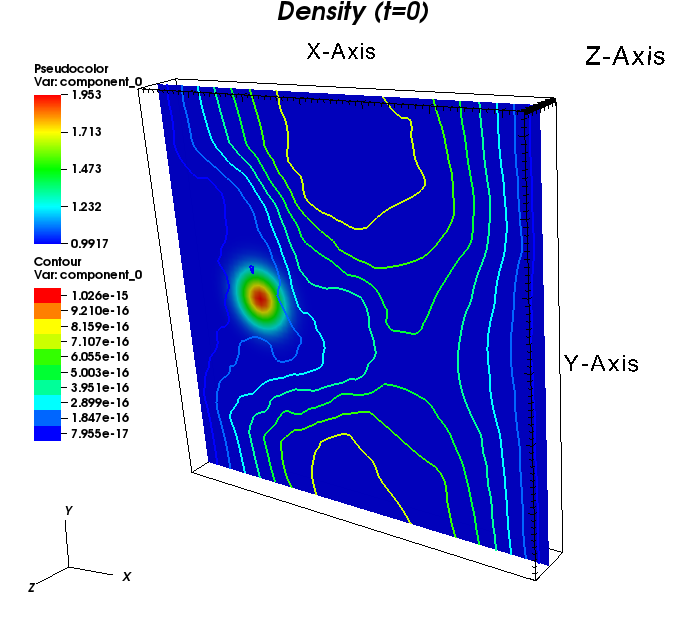 Density (t=0)
X-Axis
Z-Axis
Pseudocolor
Var: component_0
1.953
1.713
1.473
1.232
0.9917
Contour
Var: component_0
1.026e-15
9.210e-16
8.159e-16
7.107e-16
6.055e-16
5.003e-16
3.951e-16
2.899e-16
1.847e-16
7.955e-17
Y-Axis
Y
X
Z